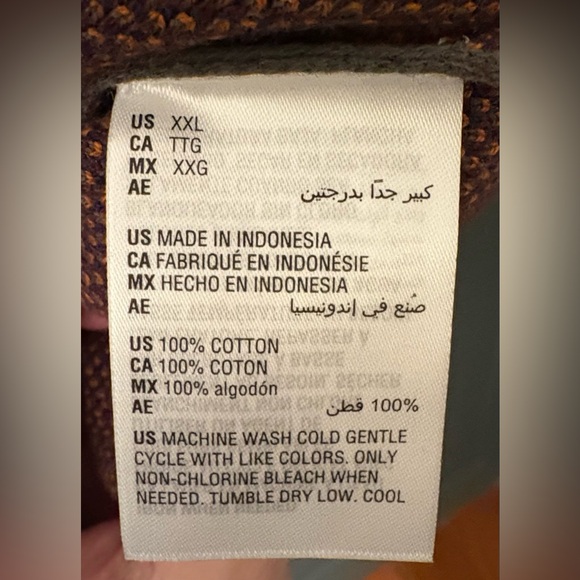 US XXL
CA TTG
MX XXG
AE كبير جدًا بدرجتين
US MADE IN INDONESIA
CA FABRIQUÉ EN INDONÉSIE
MX HECHO EN INDONESIA
AE صُنع في إندونيسيا
US 100% COTTON
CA 100% COTON
MX 100% algodón
AE 100% قطن
US MACHINE WASH COLD GENTLE
CYCLE WITH LIKE COLORS. ONLY
NON-CHLORINE BLEACH WHEN
NEEDED. TUMBLE DRY LOW. COOL